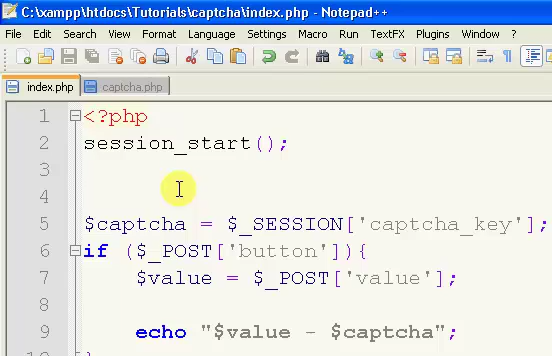 C:\xampp\htdocs\Tutorials\captcha\index.php - Notepad++
File Edit Search View Encoding Language Settings Macro Run TextFX Plugins Window
index.php captcha.php
1 <?php
2 session_start();
3
4
5 $captcha = $_SESSION['captcha_key'];
6 if ($_POST['button']){
7 $value = $_POST['value'];
8
9 echo "$value - $captcha";
10 }